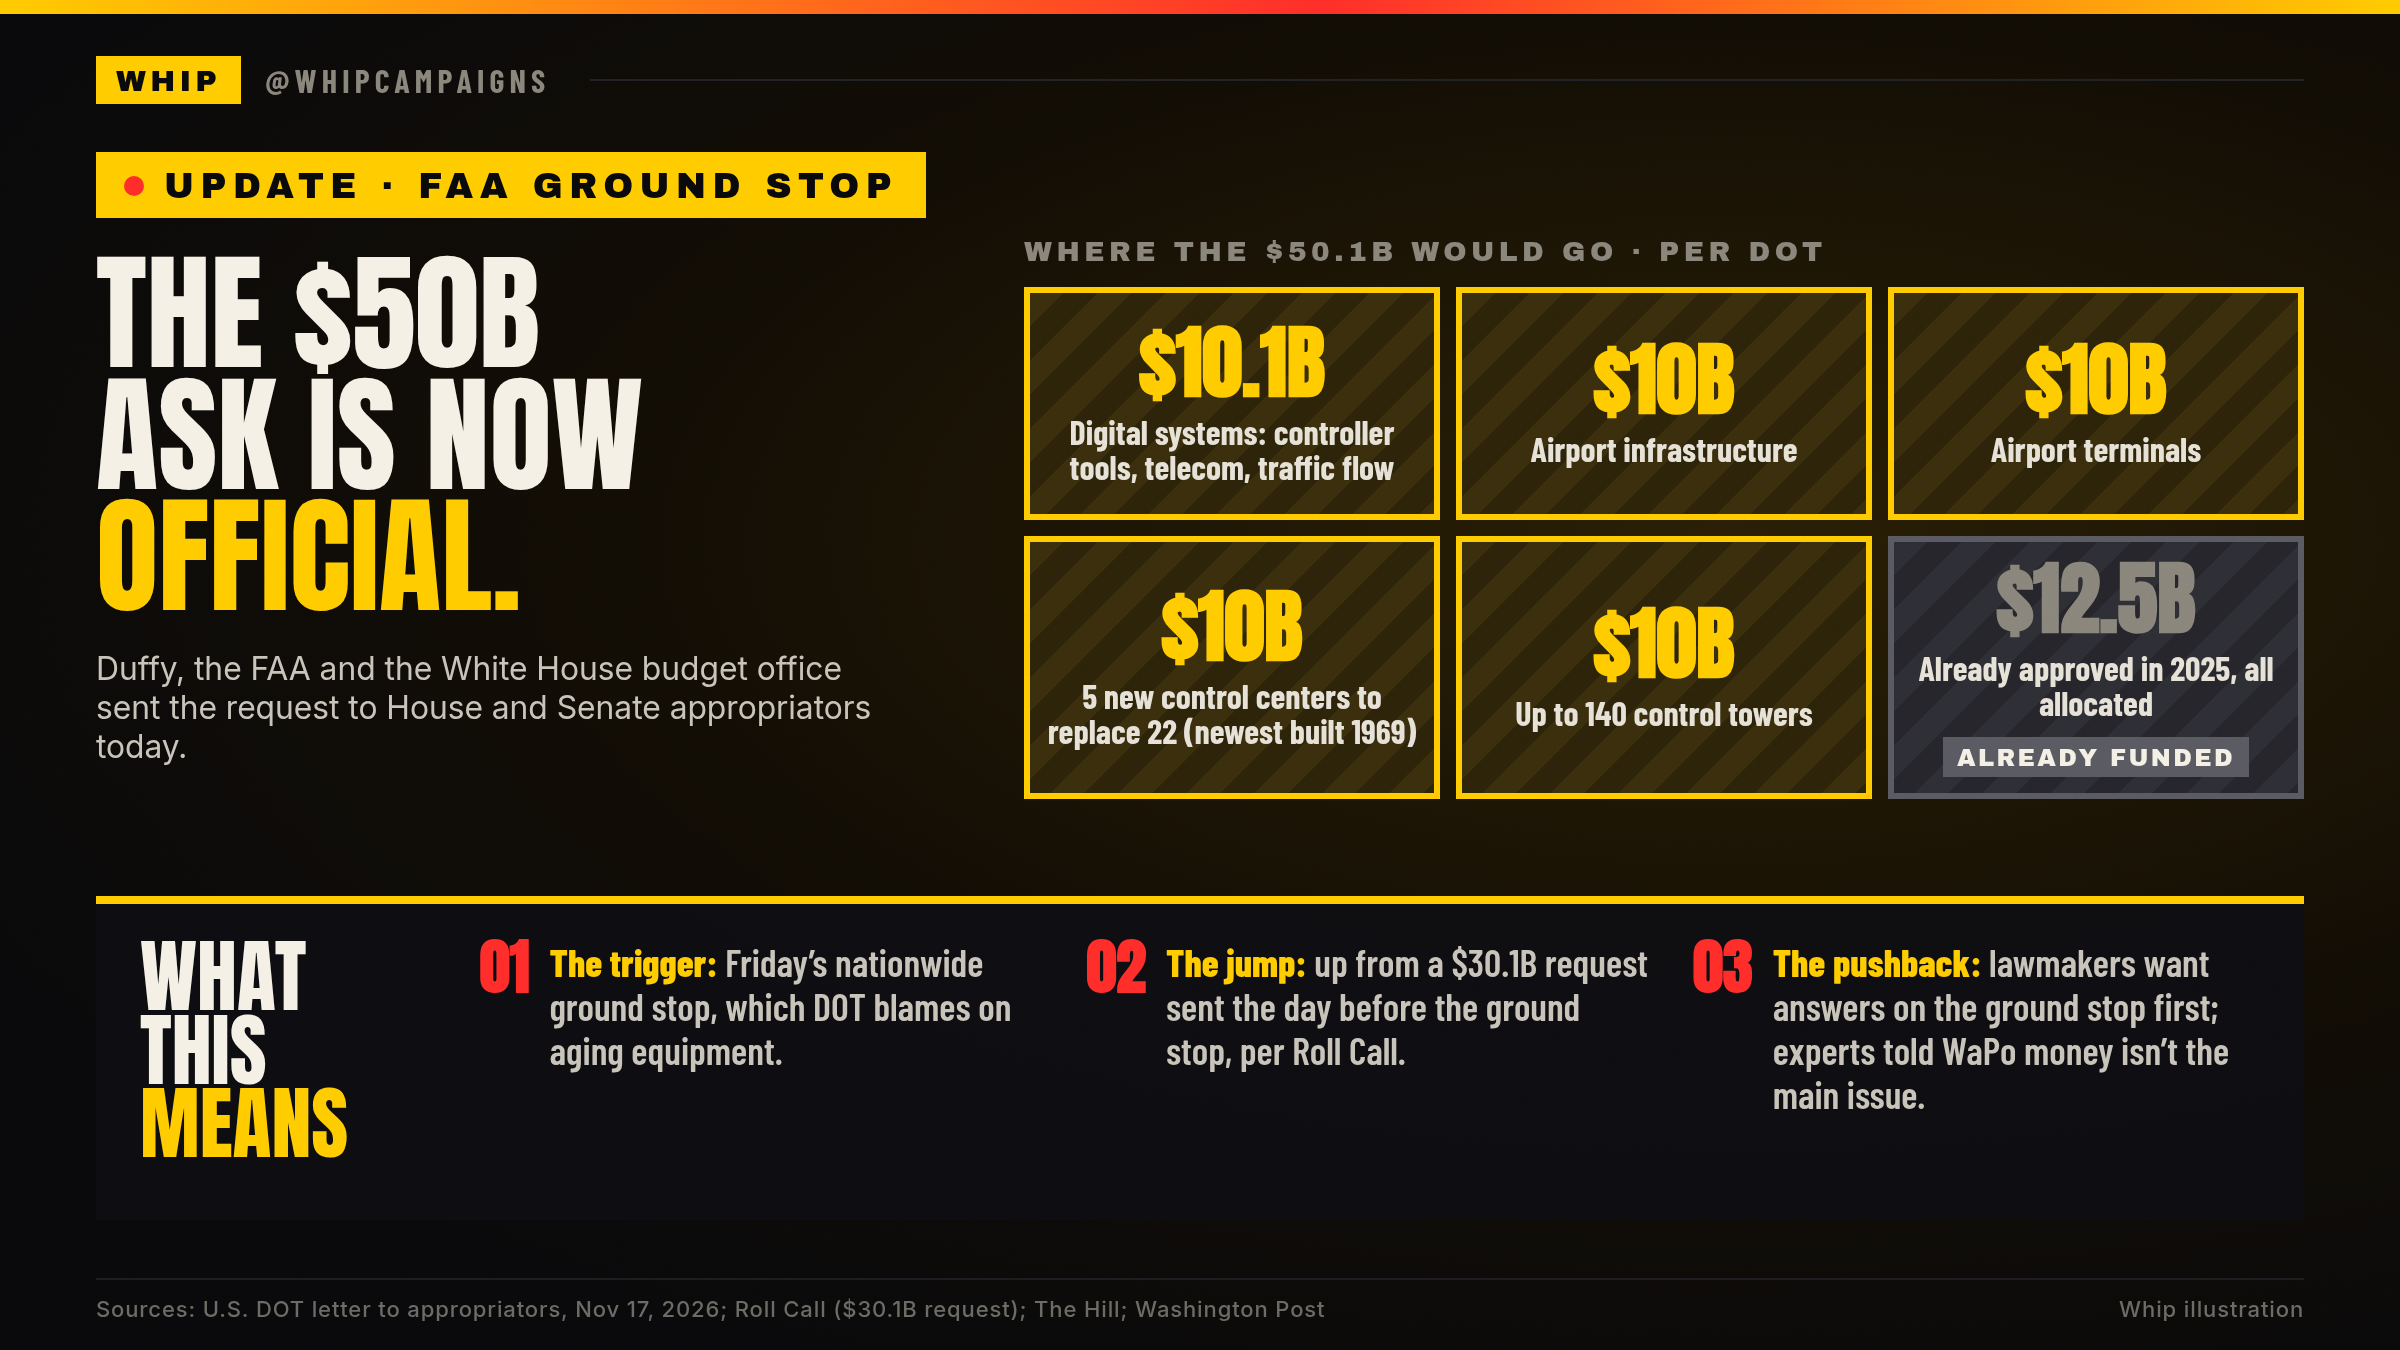 WHIP @WHIPCAMPAIGNS
UPDATE · FAA GROUND STOP
THE $50B
ASK IS NOW
OFFICIAL.
Duffy, the FAA and the White House budget office
sent the request to House and Senate appropriators
today.
WHERE THE $50.1B WOULD GO · PER DOT
$10.1B
Digital systems: controller
tools, telecom, traffic flow
$10B
Airport infrastructure
$10B
Airport terminals
$10B
5 new control centers to
replace 22 (newest built 1969)
$10B
Up to 140 control towers
$12.5B
Already approved in 2025, all
allocated
ALREADY FUNDED
WHAT
THIS
MEANS
01
The trigger: Friday’s nationwide
ground stop, which DOT blames on
aging equipment.
02
The jump: up from a $30.1B request
sent the day before the ground
stop, per Roll Call.
03
The pushback: lawmakers want
answers on the ground stop first;
experts told WaPo money isn’t the
main issue.
Sources: U.S. DOT letter to appropriators, Nov 17, 2026; Roll Call ($30.1B request); The Hill; Washington Post
Whip illustration